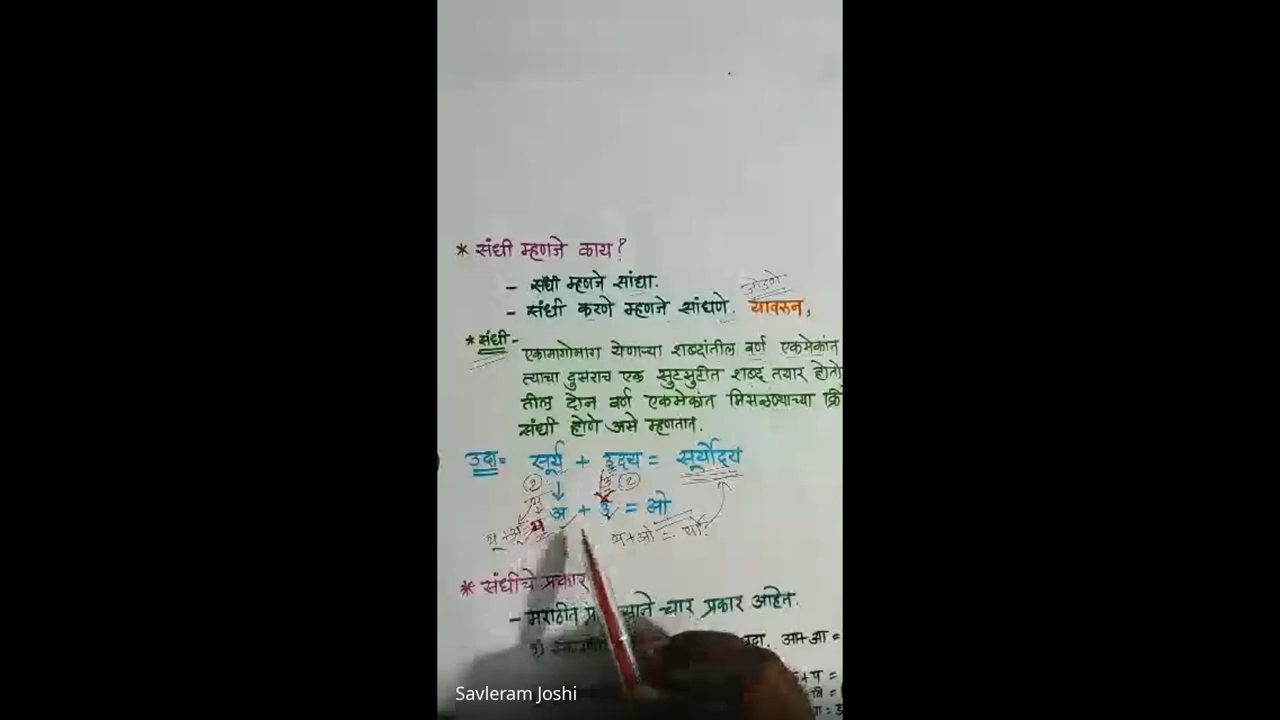 * संधी म्हणजे काय?
- संधी म्हणजे सांधा.
जोडणे.
- संधी करणे म्हणजे सांधणे. यावरून,
* संधी - एकामागोमाग येणाऱ्या शब्दांतील वर्ण एकमेकांत
त्याचा दुसराच एक सुटसुटीत शब्द तयार होतो
तील दोन वर्ण एकमेकांत मिसळण्याच्या क्रि
संधी होणे असे म्हणतात.
उदा = सूर्य + उदय = सूर्योदय
अ + उ = ओ
य + ओ = यो.
* संधीचे प्रकार
- मराठीत चार प्रकार आहेत.
उदा. आ+आ =
+प =
Savleram Joshi